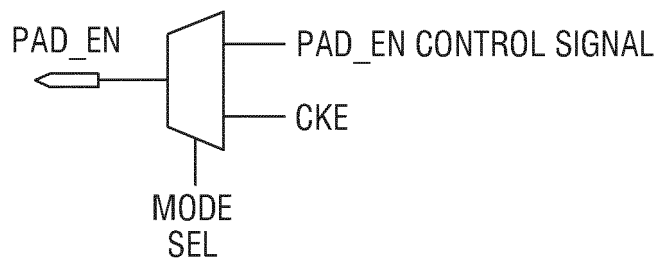 PAD_EN
PAD_EN CONTROL SIGNAL
CKE
MODE
SEL